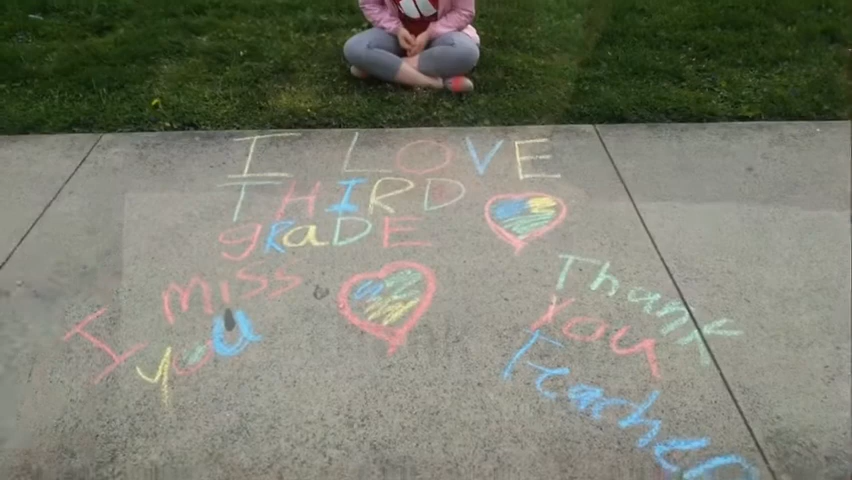 I LOVE
THIRD
gRaDE
I miss
you
Thank
you
Teacher